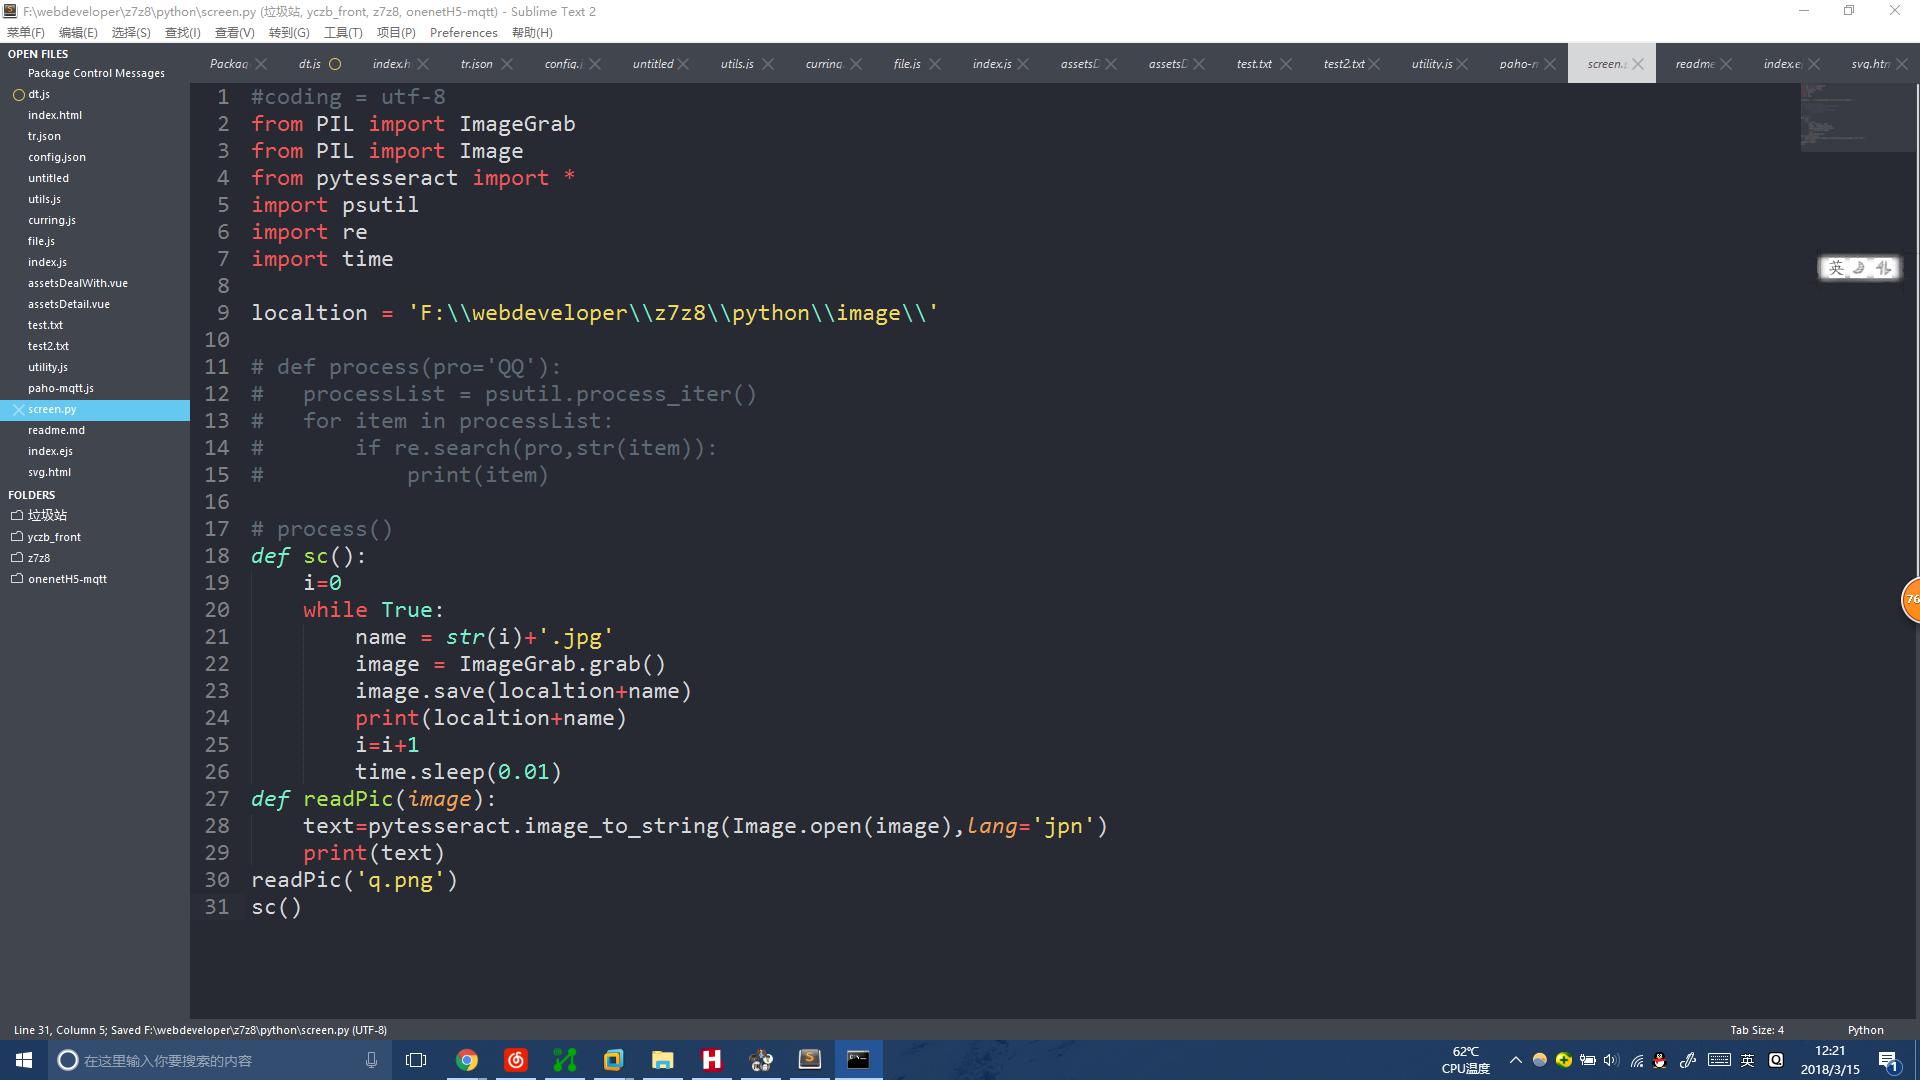 F:\webdeveloper\z7z8\python\screen.py (垃圾站, yczb_front, z7z8, onenetH5-mqtt) - Sublime Text 2
菜单(F) 编辑(E) 选择(S) 查找(I) 查看(V) 转到(G) 工具(T) 项目(P) Preferences 帮助(H)
OPEN FILES
Package Control Messages
dt.js
index.html
tr.json
config.json
untitled
utils.js
curring.js
file.js
index.js
assetsDealWith.vue
assetsDetail.vue
test.txt
test2.txt
utility.js
paho-mqtt.js
screen.py
readme.md
index.ejs
svg.html
FOLDERS
垃圾站
yczb_front
z7z8
onenetH5-mqtt
Packag dt.js index.h tr.json config.j untitled utils.js curring. file.js index.js assetsD assetsD test.txt test2.txt utility.js paho-m screen.p readme index.e svg.htm
1 #coding = utf-8
2 from PIL import ImageGrab
3 from PIL import Image
4 from pytesseract import *
5 import psutil
6 import re
7 import time
8
9 localtion = 'F:\\webdeveloper\\z7z8\\python\\image\\'
10
11 # def process(pro='QQ'):
12 #   processList = psutil.process_iter()
13 #   for item in processList:
14 #       if re.search(pro,str(item)):
15 #           print(item)
16
17 # process()
18 def sc():
19     i=0
20     while True:
21         name = str(i)+'.jpg'
22         image = ImageGrab.grab()
23         image.save(localtion+name)
24         print(localtion+name)
25         i=i+1
26         time.sleep(0.01)
27 def readPic(image):
28     text=pytesseract.image_to_string(Image.open(image),lang='jpn')
29     print(text)
30 readPic('q.png')
31 sc()
英
76
Line 31, Column 5; Saved F:\webdeveloper\z7z8\python\screen.py (UTF-8)
Tab Size: 4
Python
在这里输入你要搜索的内容
62℃
CPU温度
英
12:21
2018/3/15
1